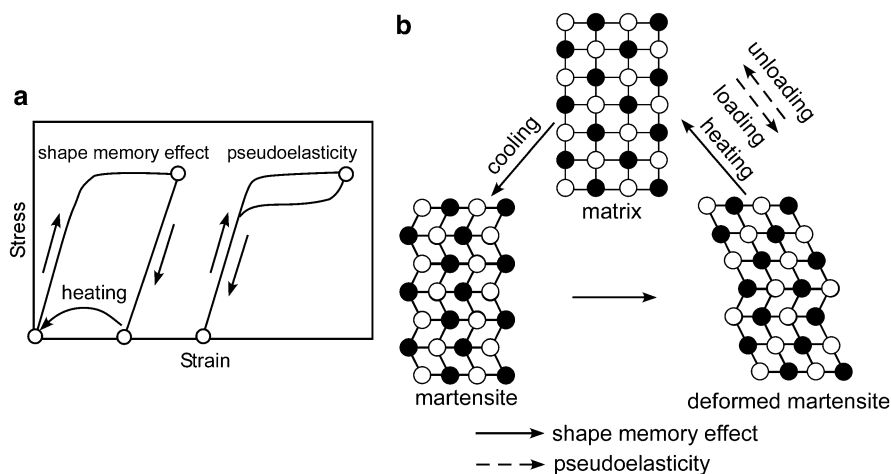 a
shape memory effect
pseudoelasticity
Stress
heating
Strain
b
cooling
matrix
unloading
loading
heating
martensite
deformed martensite
shape memory effect
pseudoelasticity